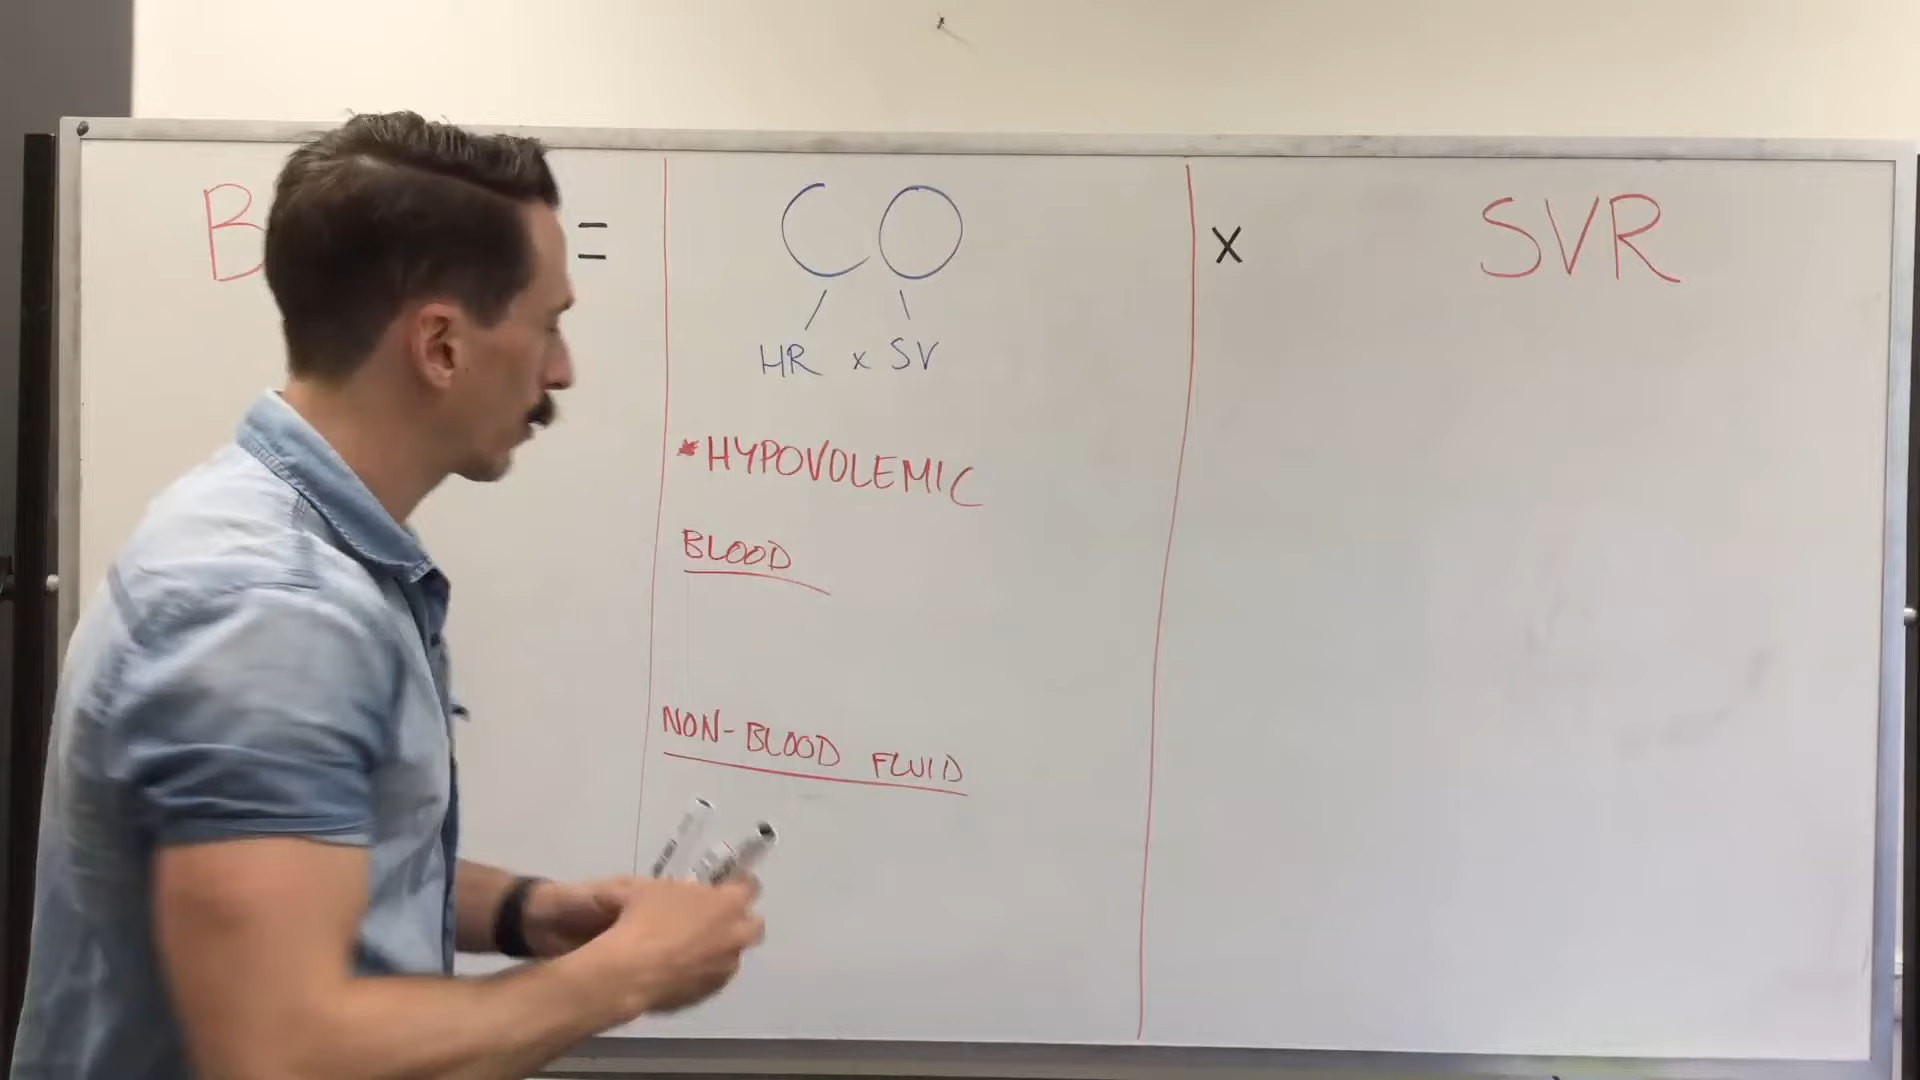 B = CO x SVR
HR x SV
*HYPOVOLEMIC
BLOOD
NON-BLOOD FLUID